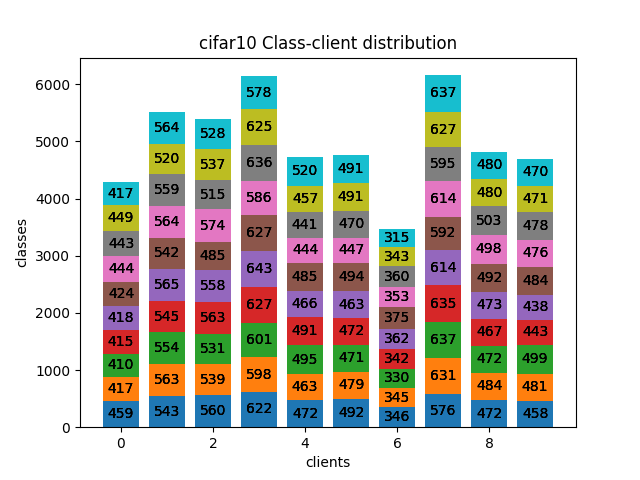 cifar10 Class-client distribution
classes
6000
5000
4000
3000
2000
1000
0
417 564 528 578 520 491 315 637 480 470
449 520 537 625 457 491 343 627 480 471
443 559 515 636 441 470 360 595 503 478
444 564 574 586 444 447 353 614 498 476
424 542 485 627 485 494 375 592 492 484
418 565 558 643 466 463 362 614 473 438
415 545 563 627 491 472 342 635 467 443
410 554 531 601 495 471 330 637 472 499
417 563 539 598 463 479 345 631 484 481
459 543 560 622 472 492 346 576 472 458
0 2 4 6 8
clients